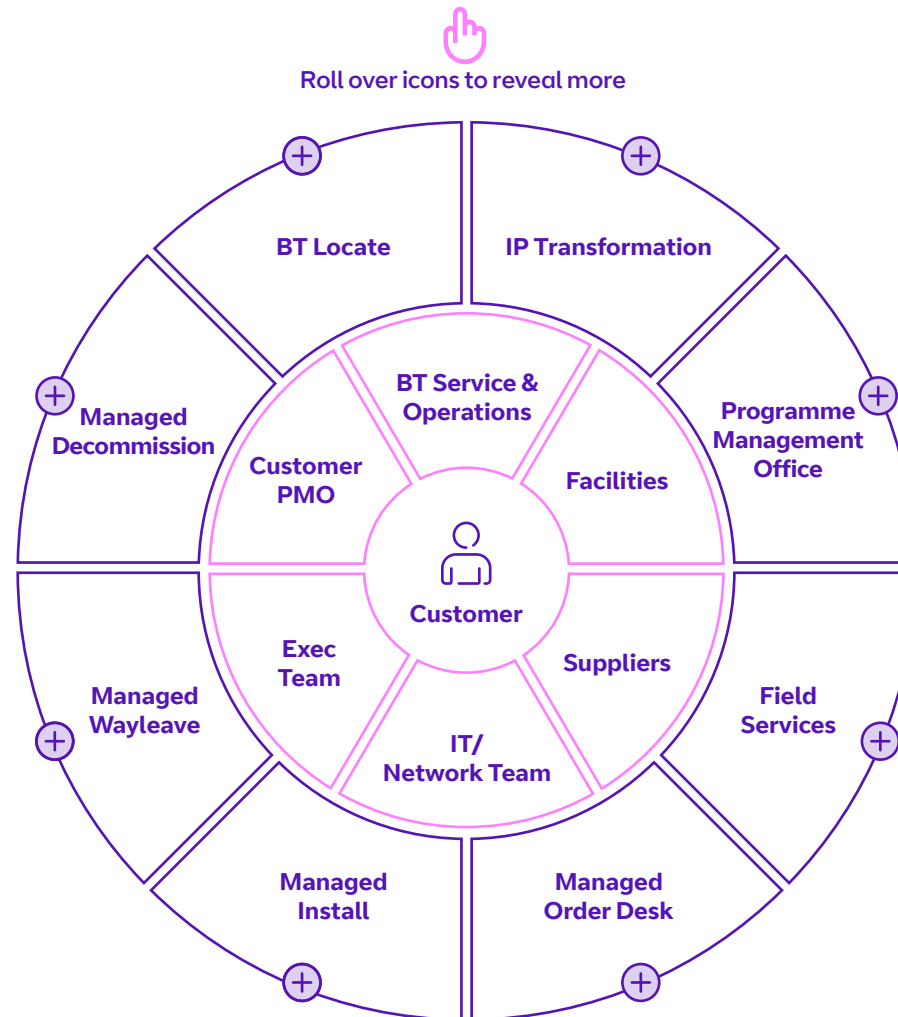 Roll over icons to reveal more
BT Locate
IP Transformation
Managed
Decommission
Programme
Management
Office
BT Service &
Operations
Customer
PMO
Facilities
Customer
Exec
Team
Suppliers
IT/
Network Team
Managed
Wayleave
Field
Services
Managed
Install
Managed
Order Desk